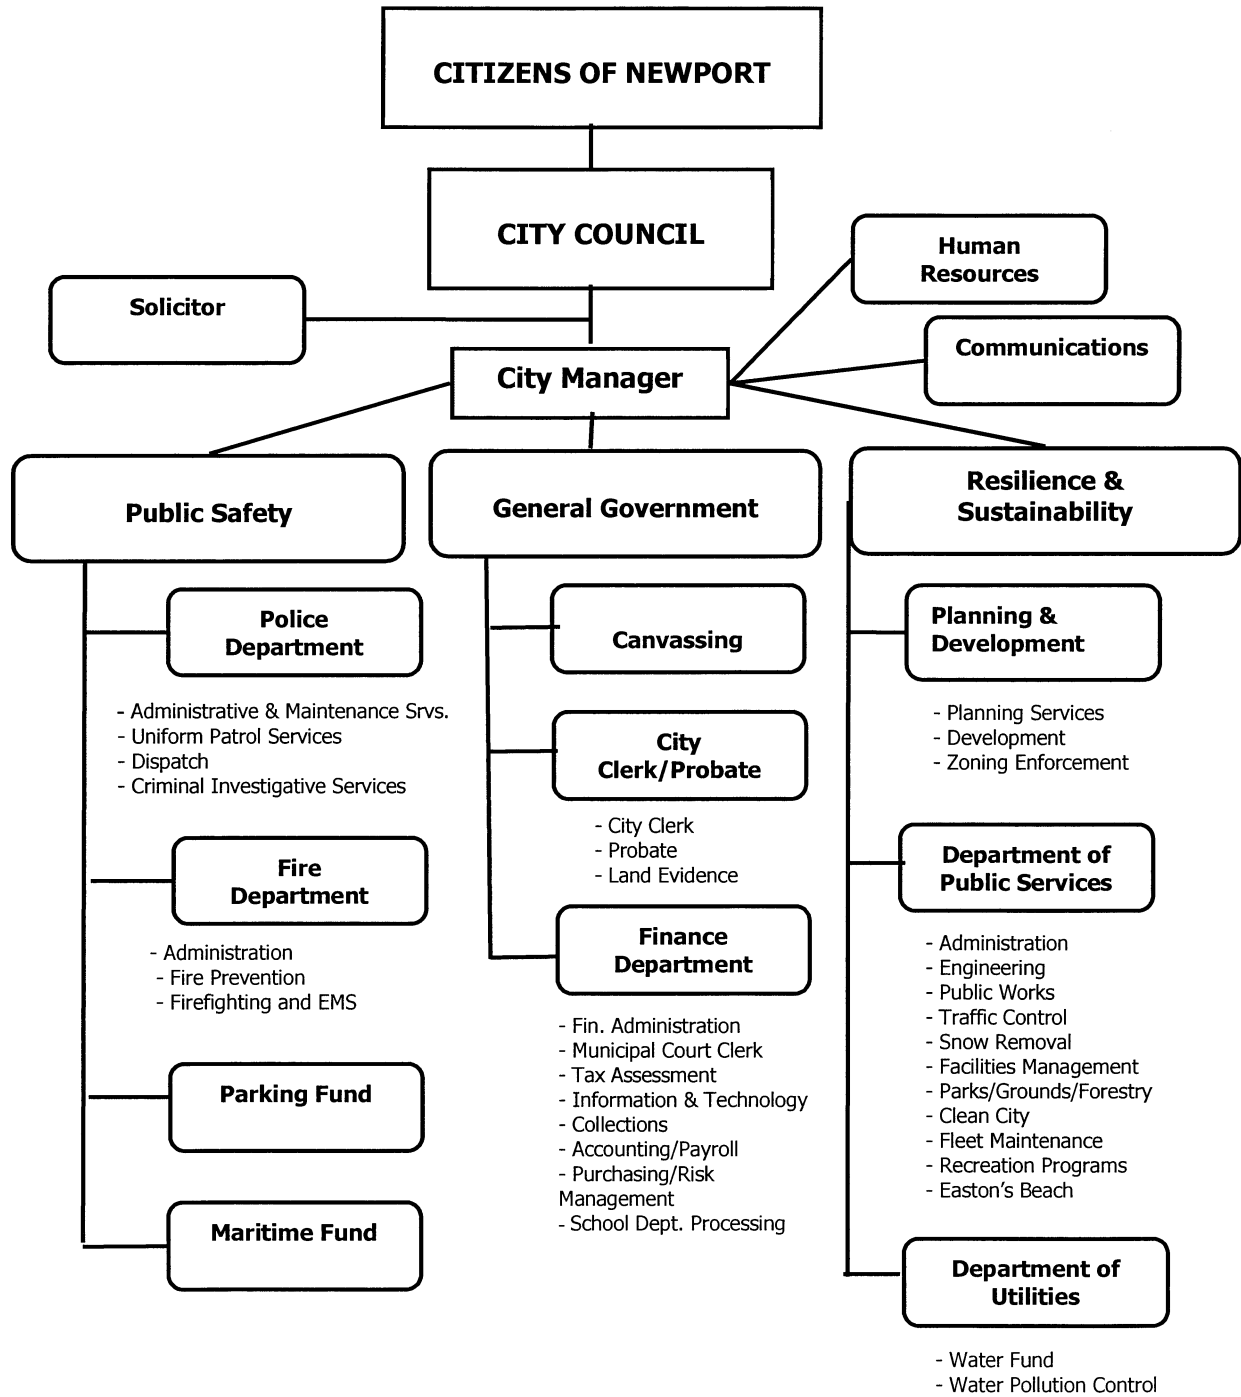 CITIZENS OF NEWPORT
CITY COUNCIL
Human
Resources
Solicitor
Communications
City Manager
Public Safety
General Government
Resilience &
Sustainability
Police
Department
- Administrative & Maintenance Srvs.
- Uniform Patrol Services
- Dispatch
- Criminal Investigative Services
Fire
Department
- Administration
- Fire Prevention
- Firefighting and EMS
Parking Fund
Maritime Fund
Canvassing
City
Clerk/Probate
- City Clerk
- Probate
- Land Evidence
Finance
Department
- Fin. Administration
- Municipal Court Clerk
- Tax Assessment
- Information & Technology
- Collections
- Accounting/Payroll
- Purchasing/Risk
Management
- School Dept. Processing
Planning &
Development
- Planning Services
- Development
- Zoning Enforcement
Department of
Public Services
- Administration
- Engineering
- Public Works
- Traffic Control
- Snow Removal
- Facilities Management
- Parks/Grounds/Forestry
- Clean City
- Fleet Maintenance
- Recreation Programs
- Easton's Beach
Department of
Utilities
- Water Fund
- Water Pollution Control